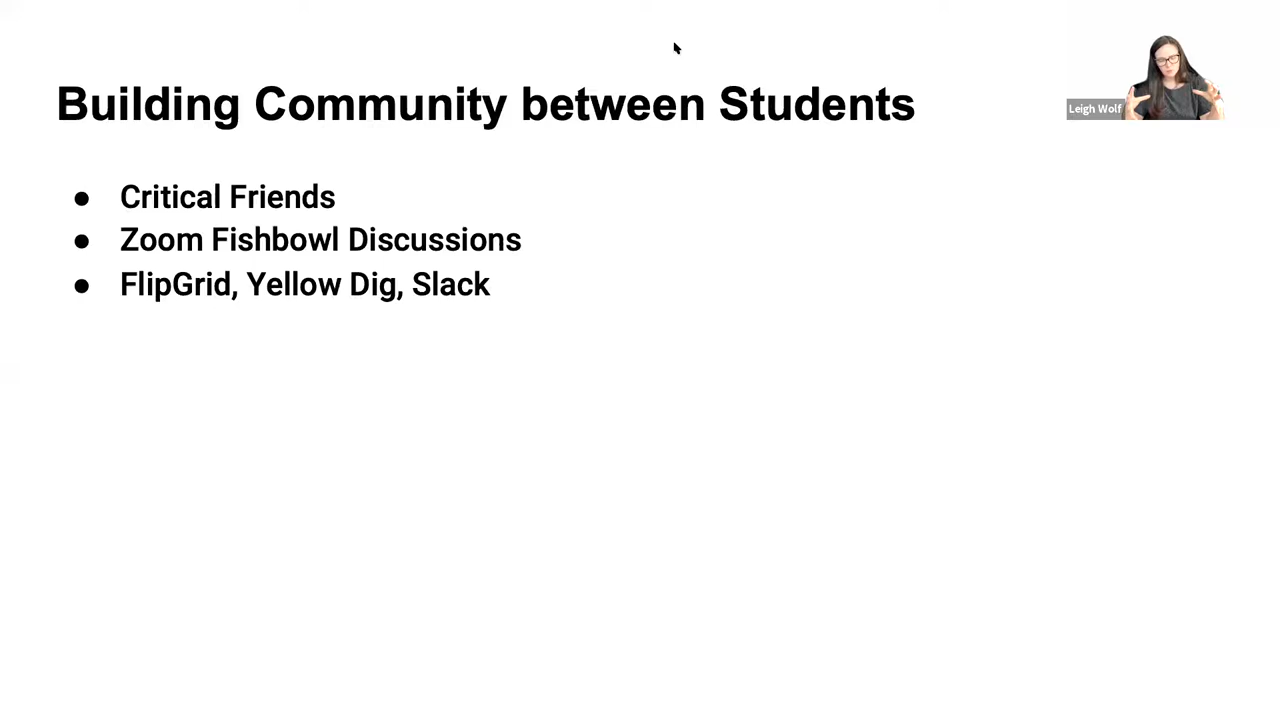 Building Community between Students
Leigh Wolf
● Critical Friends
● Zoom Fishbowl Discussions
● FlipGrid, Yellow Dig, Slack